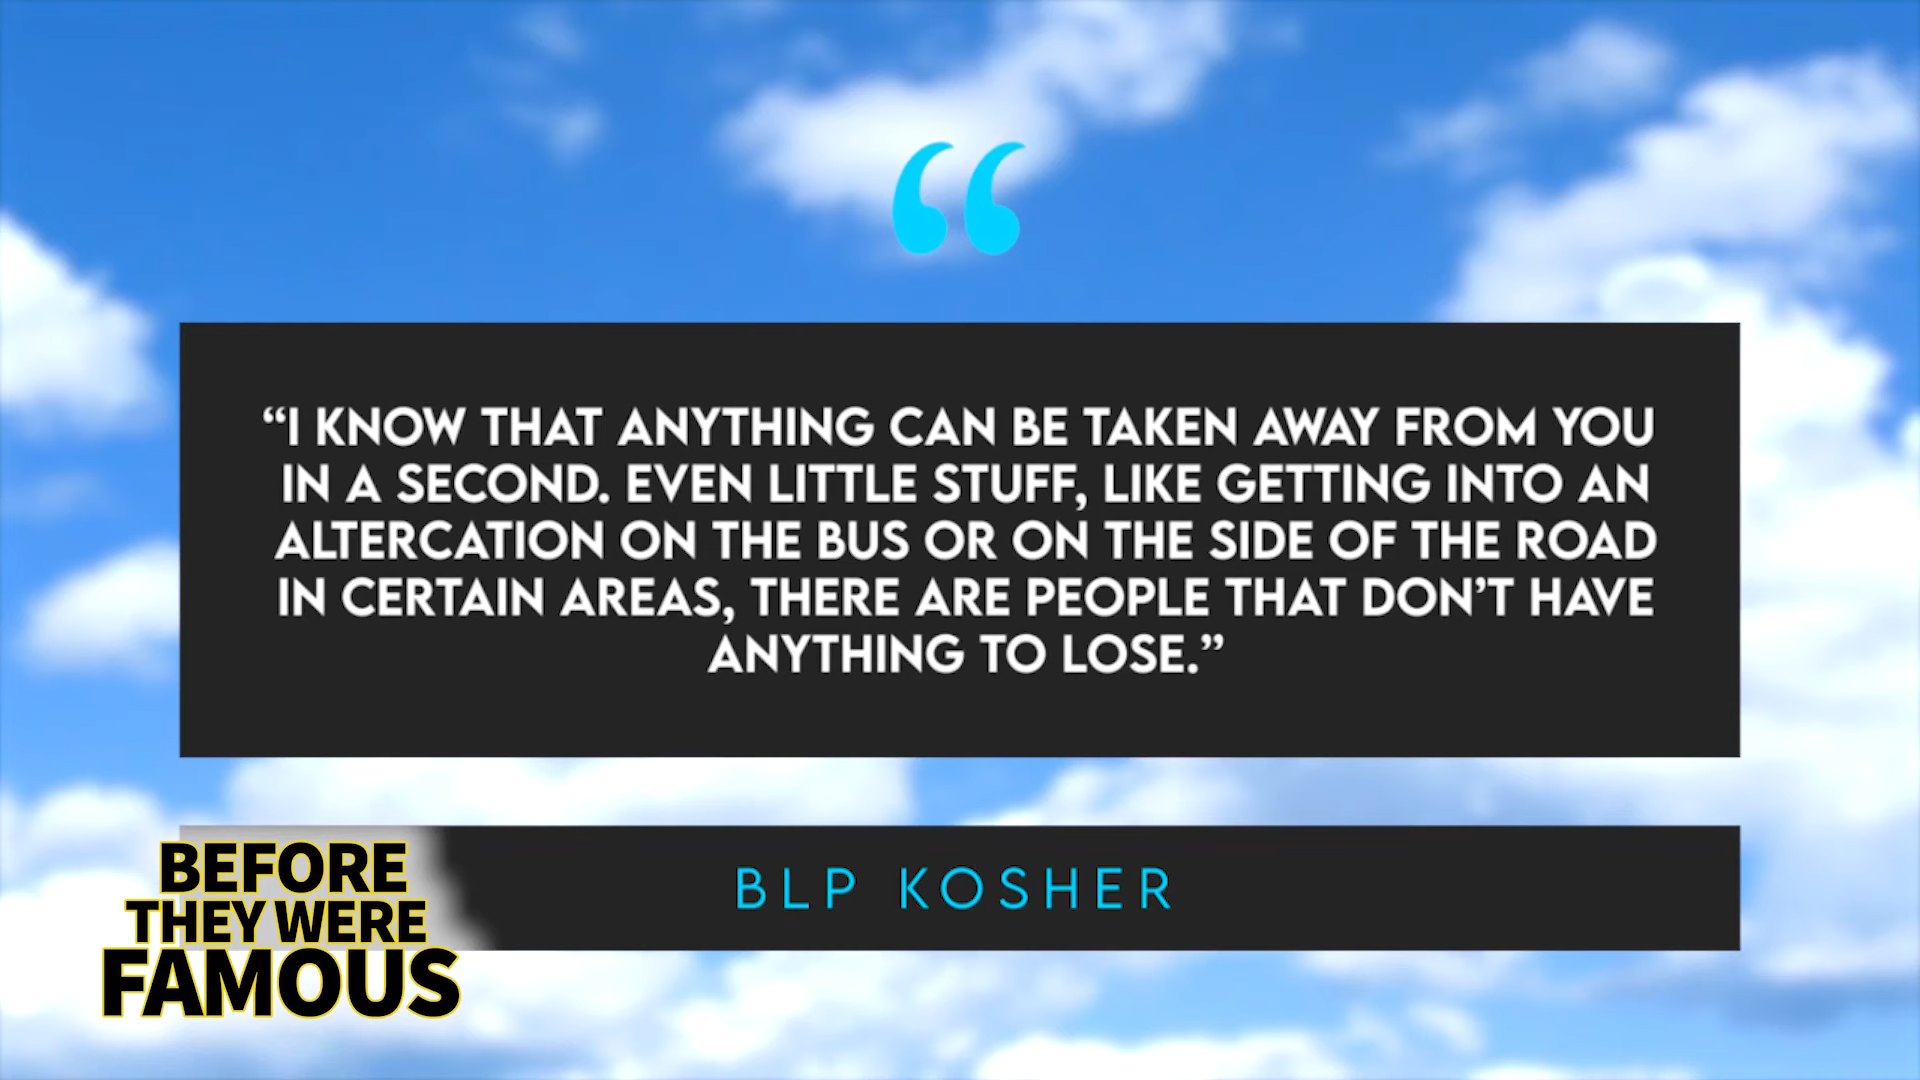 “
“I KNOW THAT ANYTHING CAN BE TAKEN AWAY FROM YOU
IN A SECOND. EVEN LITTLE STUFF, LIKE GETTING INTO AN
ALTERCATION ON THE BUS OR ON THE SIDE OF THE ROAD
IN CERTAIN AREAS, THERE ARE PEOPLE THAT DON’T HAVE
ANYTHING TO LOSE.”
BLP KOSHER
BEFORE
THEY WERE
FAMOUS